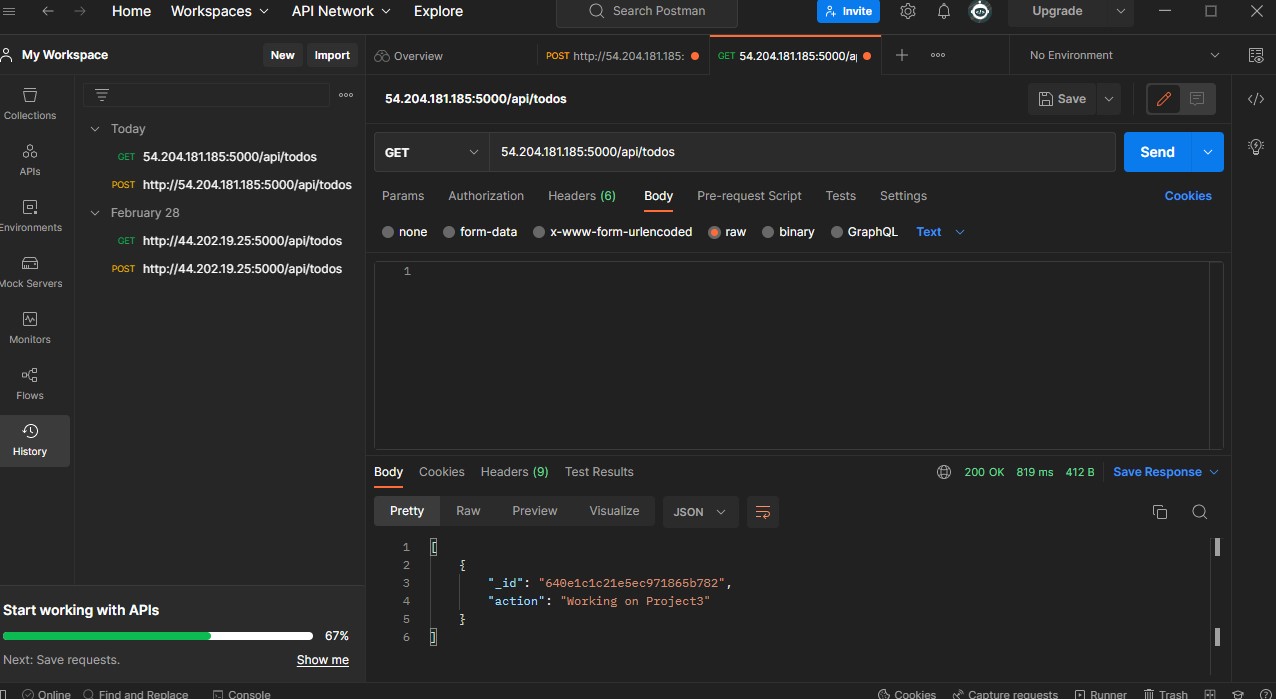 Home Workspaces API Network Explore Search Postman Invite Upgrade
My Workspace New Import
Overview POST http://54.204.181.185: GET 54.204.181.185:5000/a No Environment
54.204.181.185:5000/api/todos Save
GET 54.204.181.185:5000/api/todos Send
Params Authorization Headers (6) Body Pre-request Script Tests Settings Cookies
none form-data x-www-form-urlencoded raw binary GraphQL Text
1
Collections
APIs
Environments
Mock Servers
Monitors
Flows
History
Today
GET 54.204.181.185:5000/api/todos
POST http://54.204.181.185:5000/api/todos
February 28
GET http://44.202.19.25:5000/api/todos
POST http://44.202.19.25:5000/api/todos
Body Cookies Headers (9) Test Results 200 OK 819 ms 412 B Save Response
Pretty Raw Preview Visualize JSON
1 [
2 {
3 "_id": "640e1c1c21e5ec971865b782",
4 "action": "Working on Project3"
5 }
6 ]
Start working with APIs
67%
Next: Save requests. Show me
Online Find and Replace Console Cookies Capture requests Runner Trash